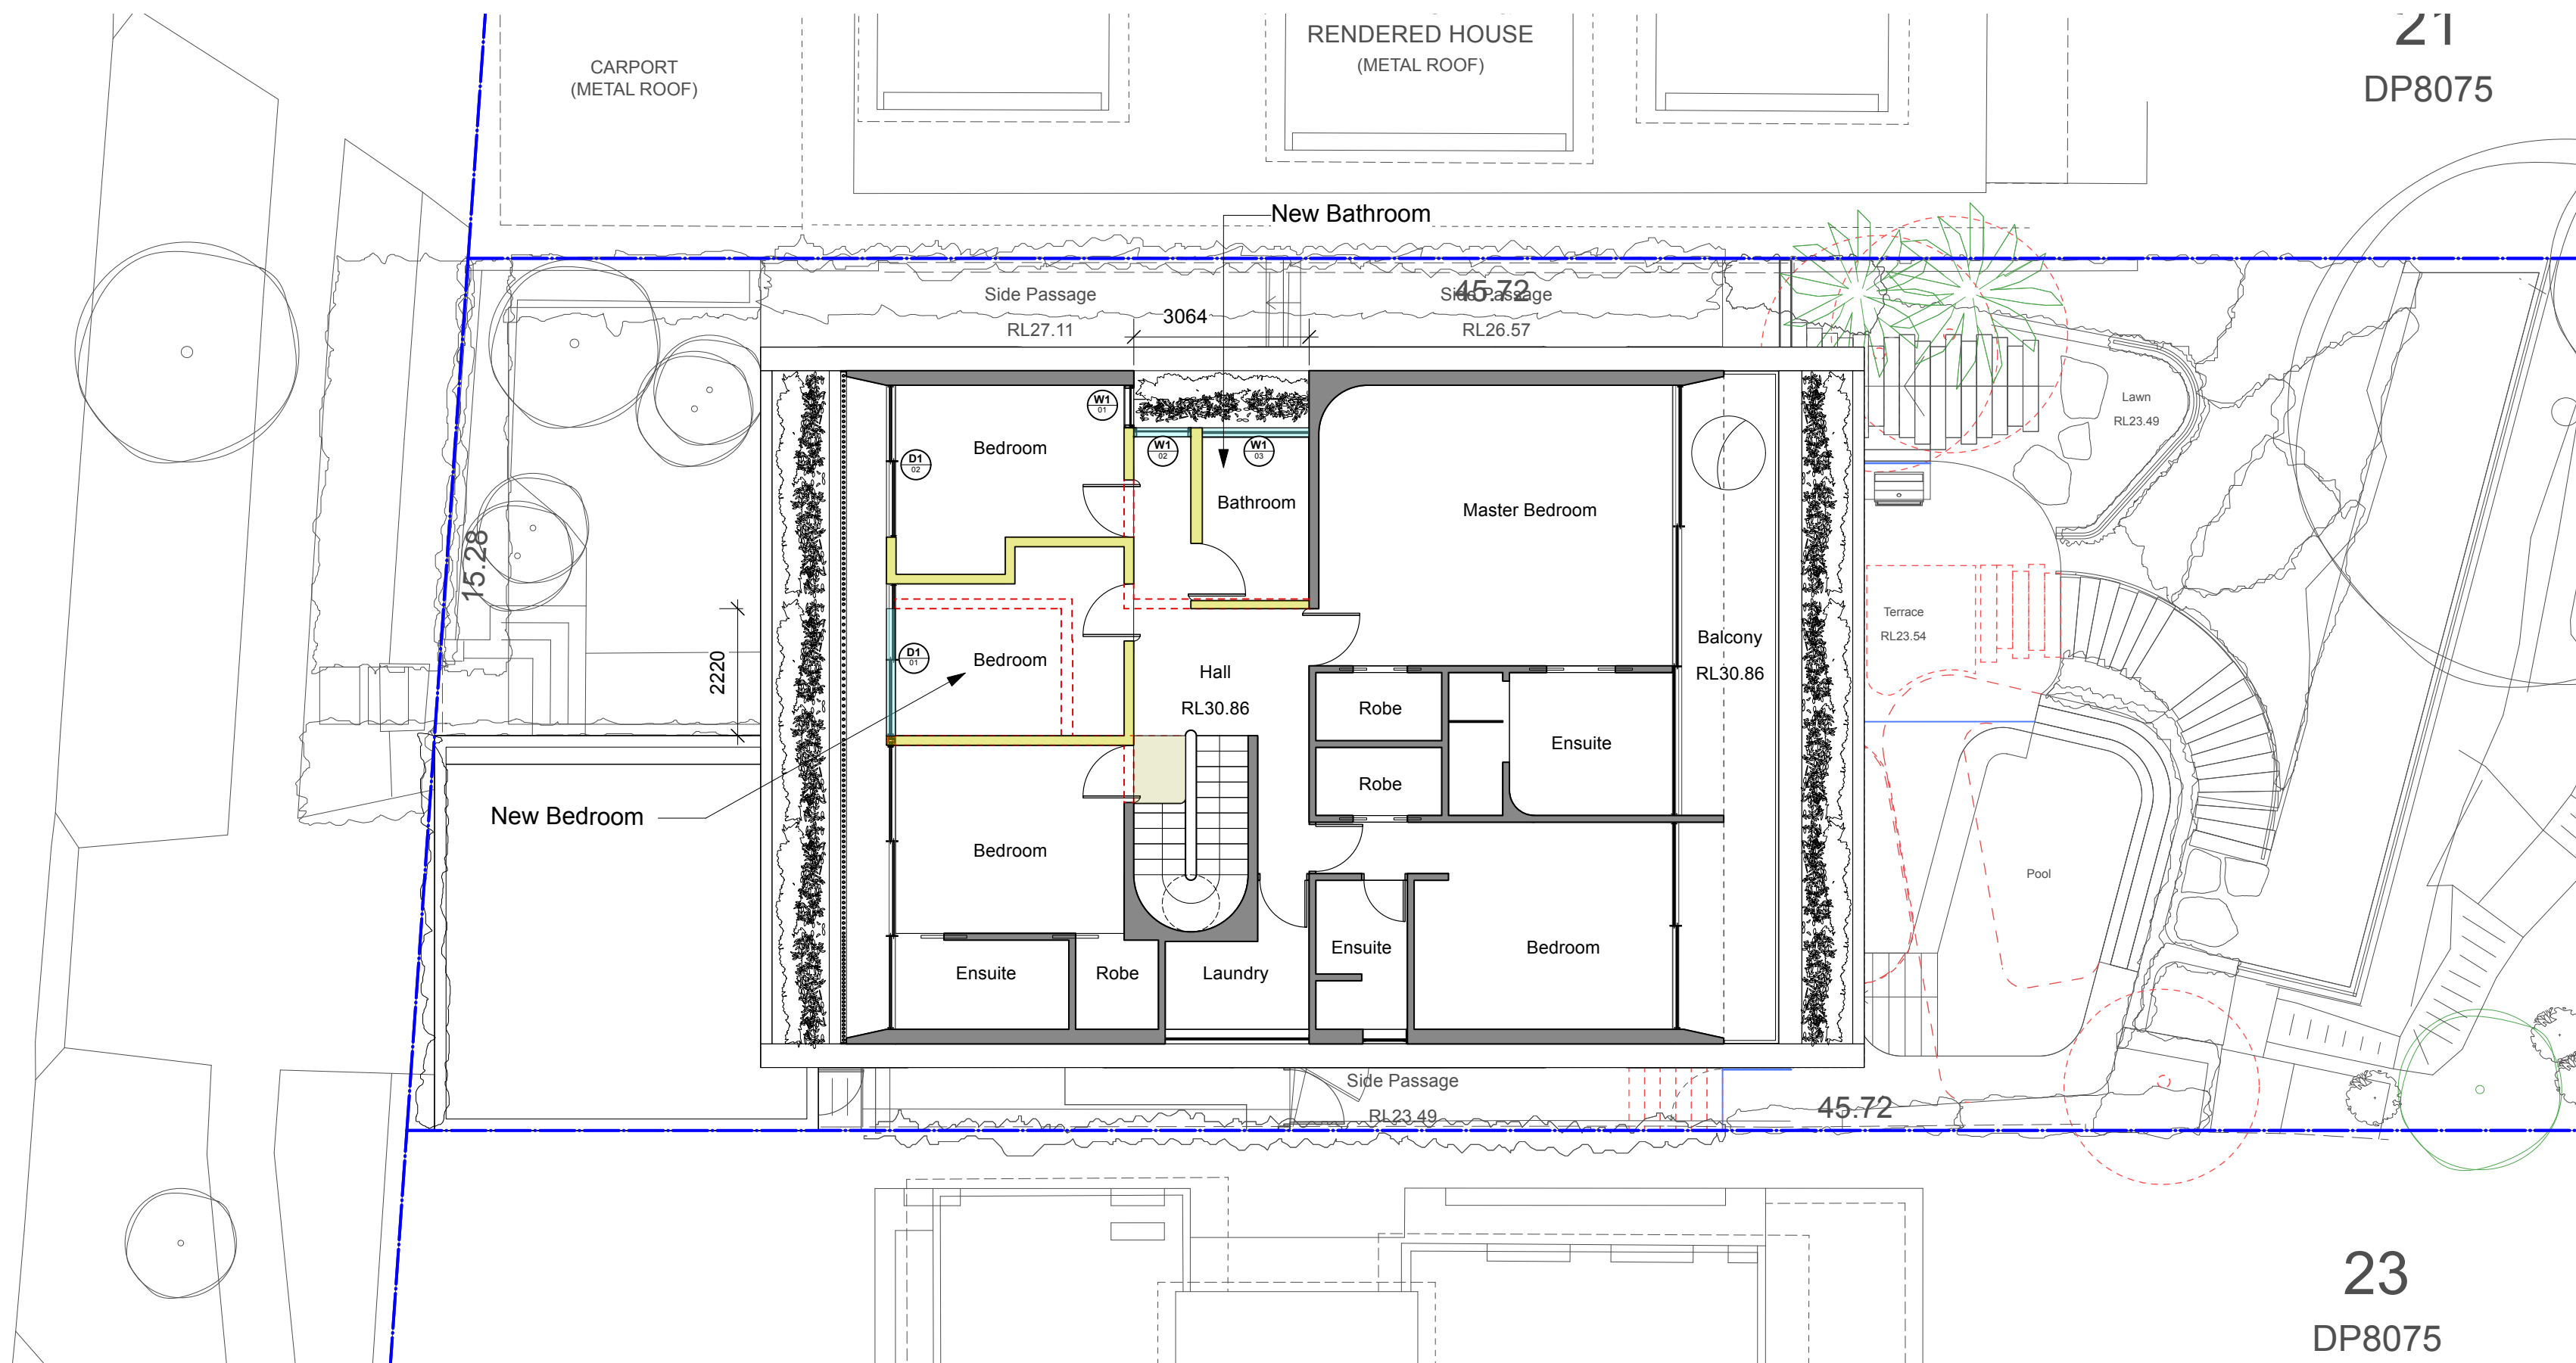 21
DP8075
RENDERED HOUSE
(METAL ROOF)
CARPORT
(METAL ROOF)
New Bathroom
Side Passage
RL27.11
3064
45.72
Side Passage
RL26.57
W1
01
Bedroom
D1
02
W1
02
W1
03
Bathroom
Master Bedroom
Lawn
RL23.49
15.28
Terrace
RL23.54
2220
D1
01
Bedroom
Hall
RL30.86
Balcony
RL30.86
Robe
Ensuite
Robe
New Bedroom
Bedroom
Pool
Ensuite
Robe
Laundry
Ensuite
Bedroom
Side Passage
RL23.49
45.72
23
DP8075